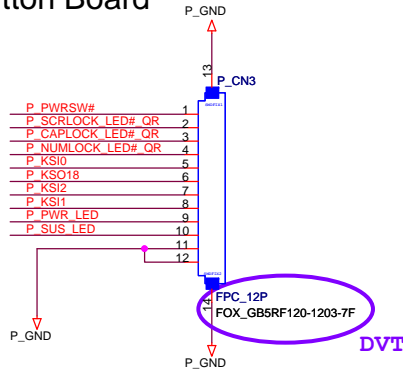 tton Board
P_GND
13
P_CN3
P_PWRSW# 1
P_SCRLOCK_LED#_QR 2
P_CAPLOCK_LED#_QR 3
P_NUMLOCK_LED#_QR 4
P_KSI0 5
P_KSO18 6
P_KSI2 7
P_KSI1 8
P_PWR_LED 9
P_SUS_LED 10
11
12
14
FPC_12P
FOX_GB5RF120-1203-7F
P_GND
DVT
P_GND